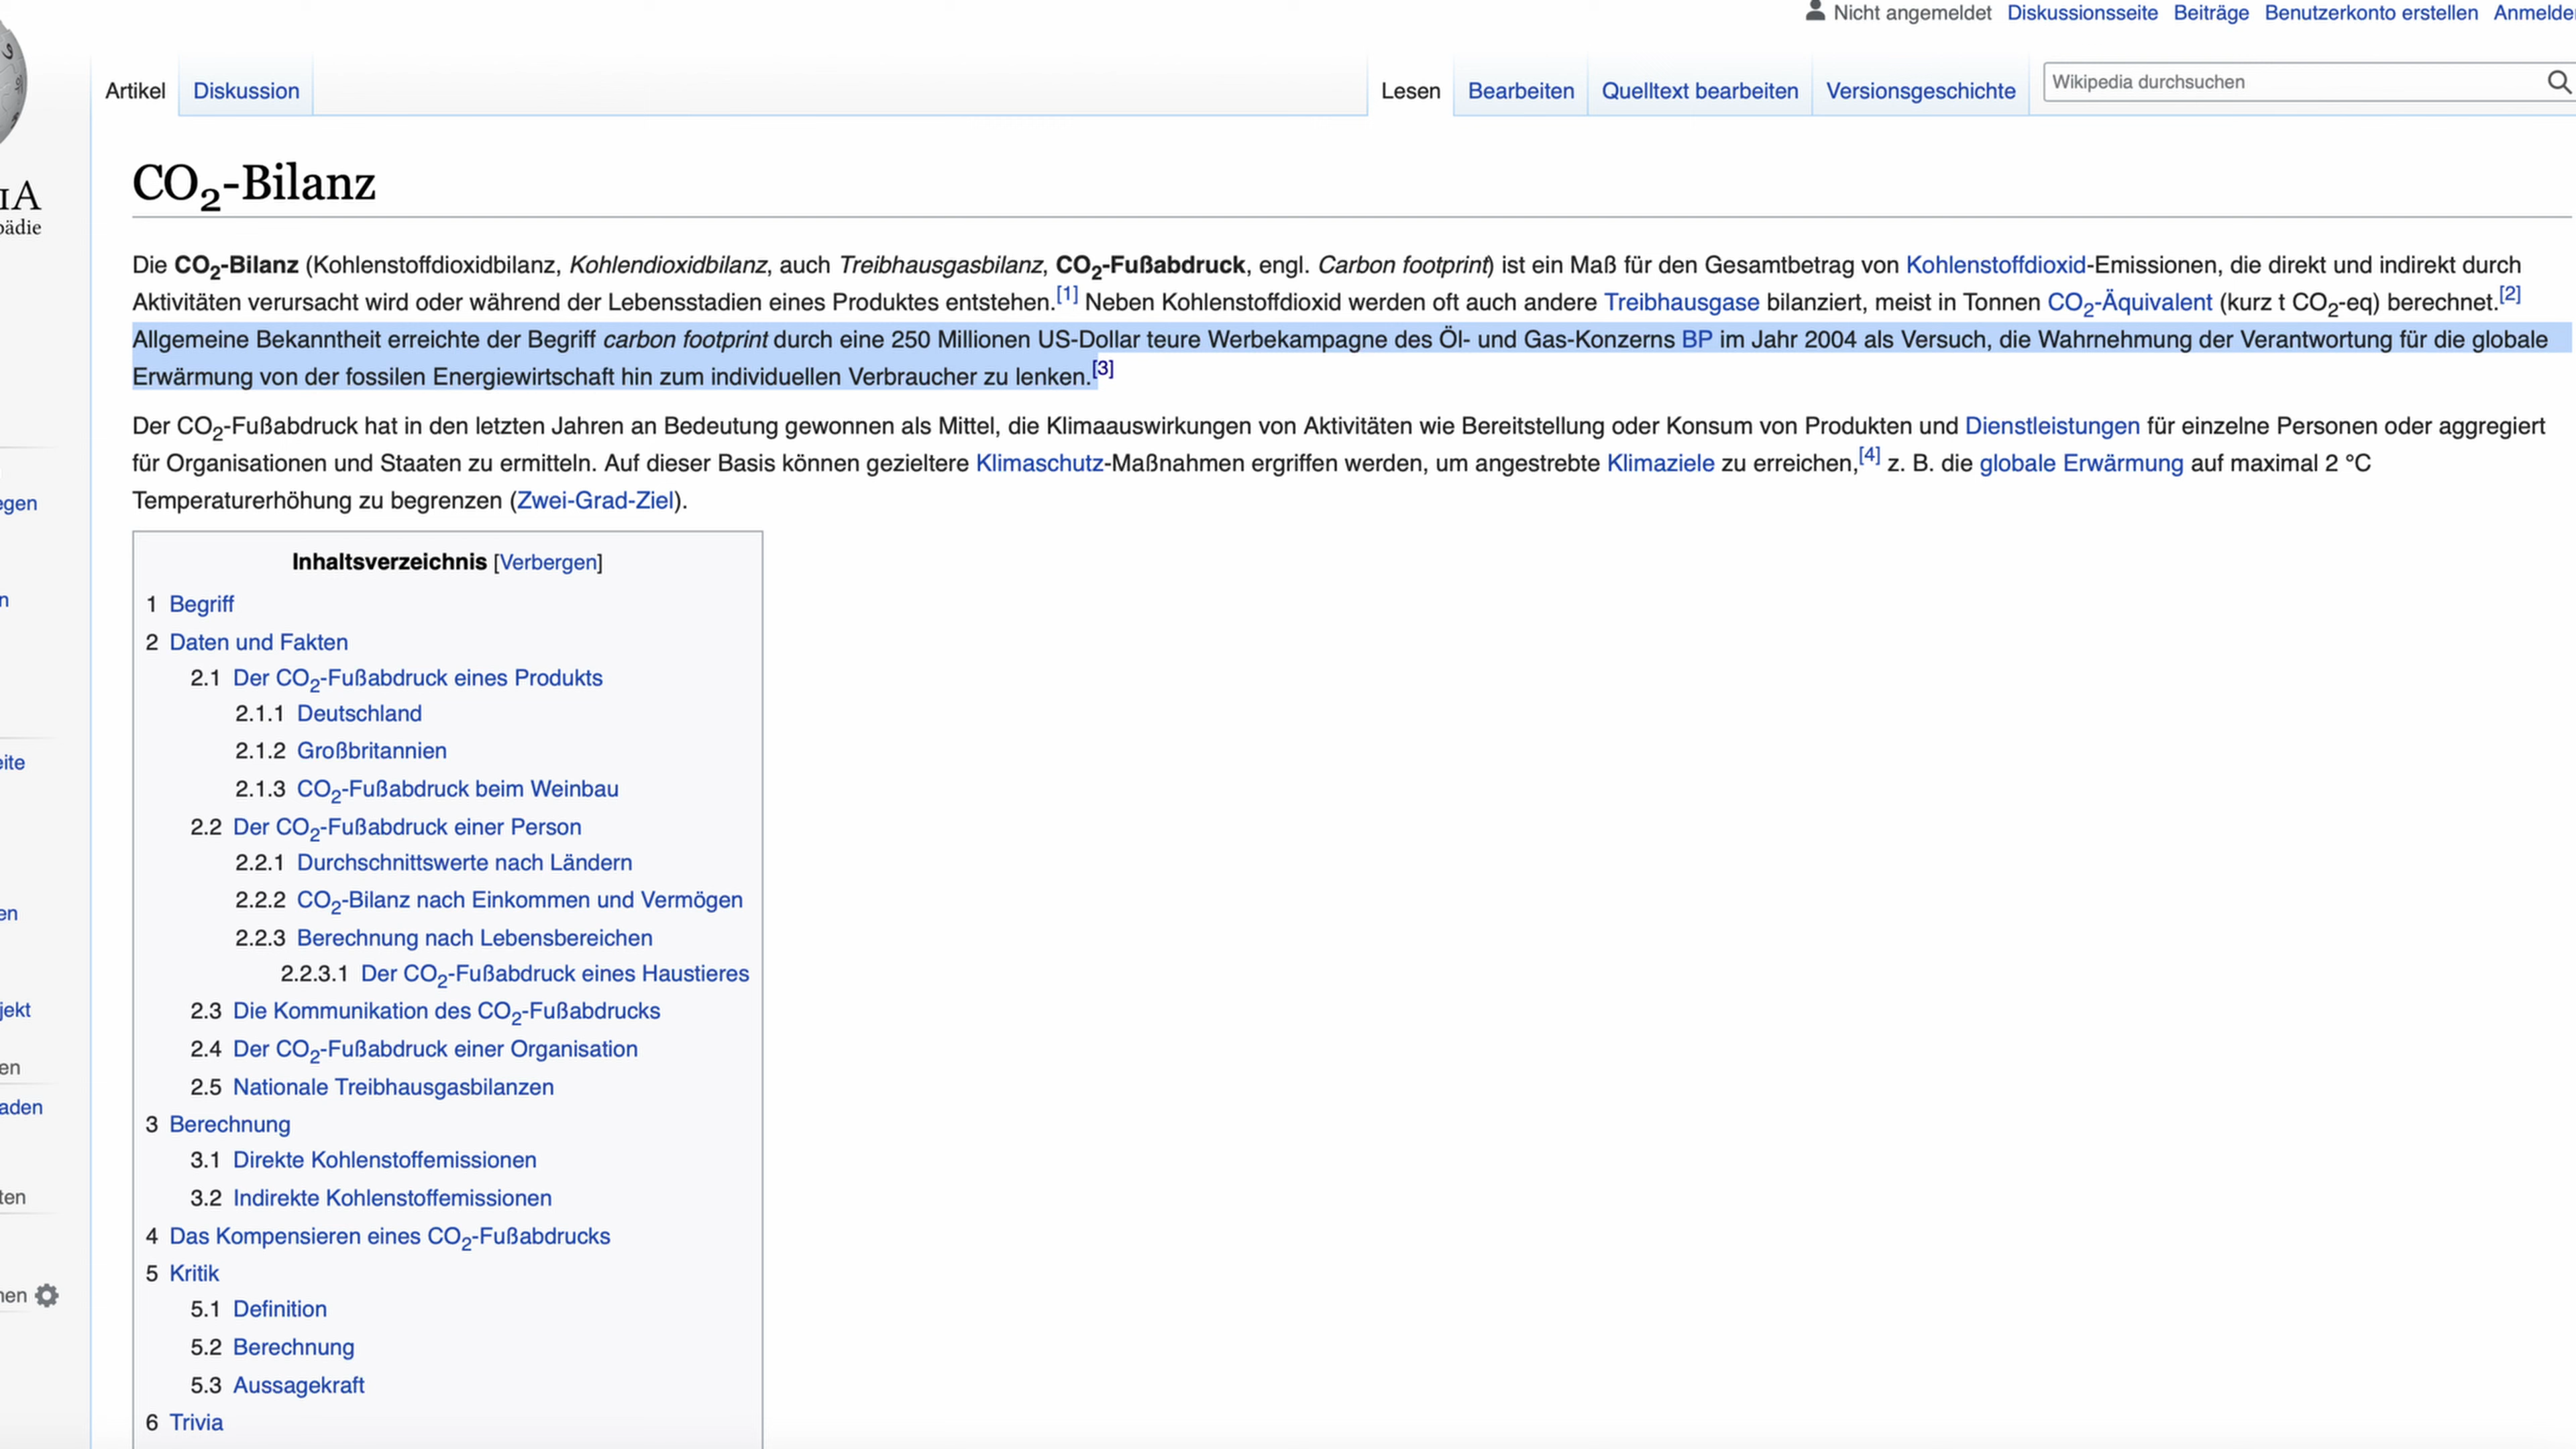 Nicht angemeldet Diskussionsseite Beiträge Benutzerkonto erstellen
Artikel Diskussion Lesen Bearbeiten Quelltext bearbeiten Versionsgeschichte Wikipedia durchsuchen
CO₂-Bilanz
Die CO₂-Bilanz (Kohlenstoffdioxidbilanz, Kohlendioxidbilanz, auch Treibhausgasbilanz, CO₂-Fußabdruck, engl. Carbon footprint) ist ein Maß für den Gesamtbetrag von Kohlenstoffdioxid-Emissionen, die direkt und indirekt durch
Aktivitäten verursacht wird oder während der Lebensstadien eines Produktes entstehen.[1] Neben Kohlenstoffdioxid werden oft auch andere Treibhausgase bilanziert, meist in Tonnen CO₂-Äquivalent (kurz t CO₂-eq) berechnet.[2]
Allgemeine Bekanntheit erreichte der Begriff carbon footprint durch eine 250 Millionen US-Dollar teure Werbekampagne des Öl- und Gas-Konzerns BP im Jahr 2004 als Versuch, die Wahrnehmung der Verantwortung für die globale
Erwärmung von der fossilen Energiewirtschaft hin zum individuellen Verbraucher zu lenken.[3]
Der CO₂-Fußabdruck hat in den letzten Jahren an Bedeutung gewonnen als Mittel, die Klimaauswirkungen von Aktivitäten wie Bereitstellung oder Konsum von Produkten und Dienstleistungen für einzelne Personen oder aggregiert
für Organisationen und Staaten zu ermitteln. Auf dieser Basis können gezieltere Klimaschutz-Maßnahmen ergriffen werden, um angestrebte Klimaziele zu erreichen,[4] z. B. die globale Erwärmung auf maximal 2 °C
Temperaturerhöhung zu begrenzen (Zwei-Grad-Ziel).
Inhaltsverzeichnis [Verbergen]
1 Begriff
2 Daten und Fakten
2.1 Der CO₂-Fußabdruck eines Produkts
2.1.1 Deutschland
2.1.2 Großbritannien
2.1.3 CO₂-Fußabdruck beim Weinbau
2.2 Der CO₂-Fußabdruck einer Person
2.2.1 Durchschnittswerte nach Ländern
2.2.2 CO₂-Bilanz nach Einkommen und Vermögen
2.2.3 Berechnung nach Lebensbereichen
2.2.3.1 Der CO₂-Fußabdruck eines Haustieres
2.3 Die Kommunikation des CO₂-Fußabdrucks
2.4 Der CO₂-Fußabdruck einer Organisation
2.5 Nationale Treibhausgasbilanzen
3 Berechnung
3.1 Direkte Kohlenstoffemissionen
3.2 Indirekte Kohlenstoffemissionen
4 Das Kompensieren eines CO₂-Fußabdrucks
5 Kritik
5.1 Definition
5.2 Berechnung
5.3 Aussagekraft
6 Trivia